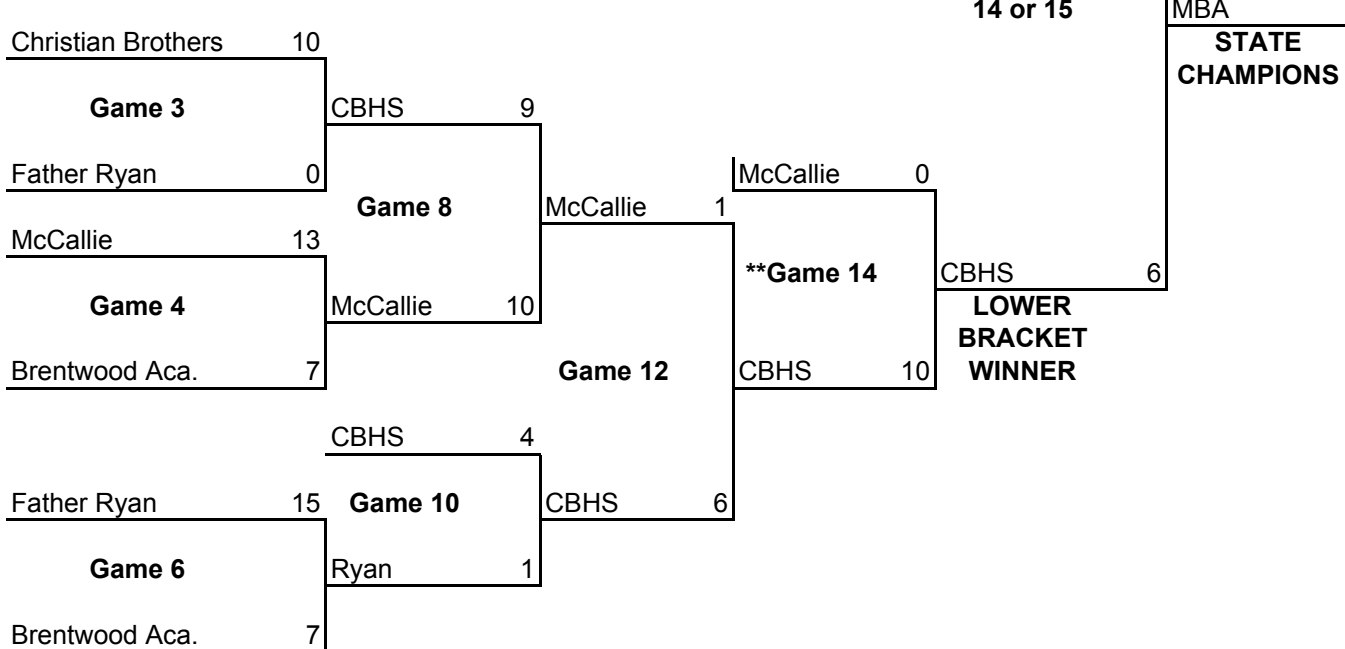 14 or 15 MBA
Christian Brothers 10 STATE
CHAMPIONS
Game 3 CBHS 9
Father Ryan 0 McCallie 0
Game 8 McCallie 1
McCallie 13
**Game 14 CBHS 6
Game 4 McCallie 10 LOWER
BRACKET
Brentwood Aca. 7 Game 12 CBHS 10 WINNER
CBHS 4
Father Ryan 15 Game 10 CBHS 6
Game 6 Ryan 1
Brentwood Aca. 7